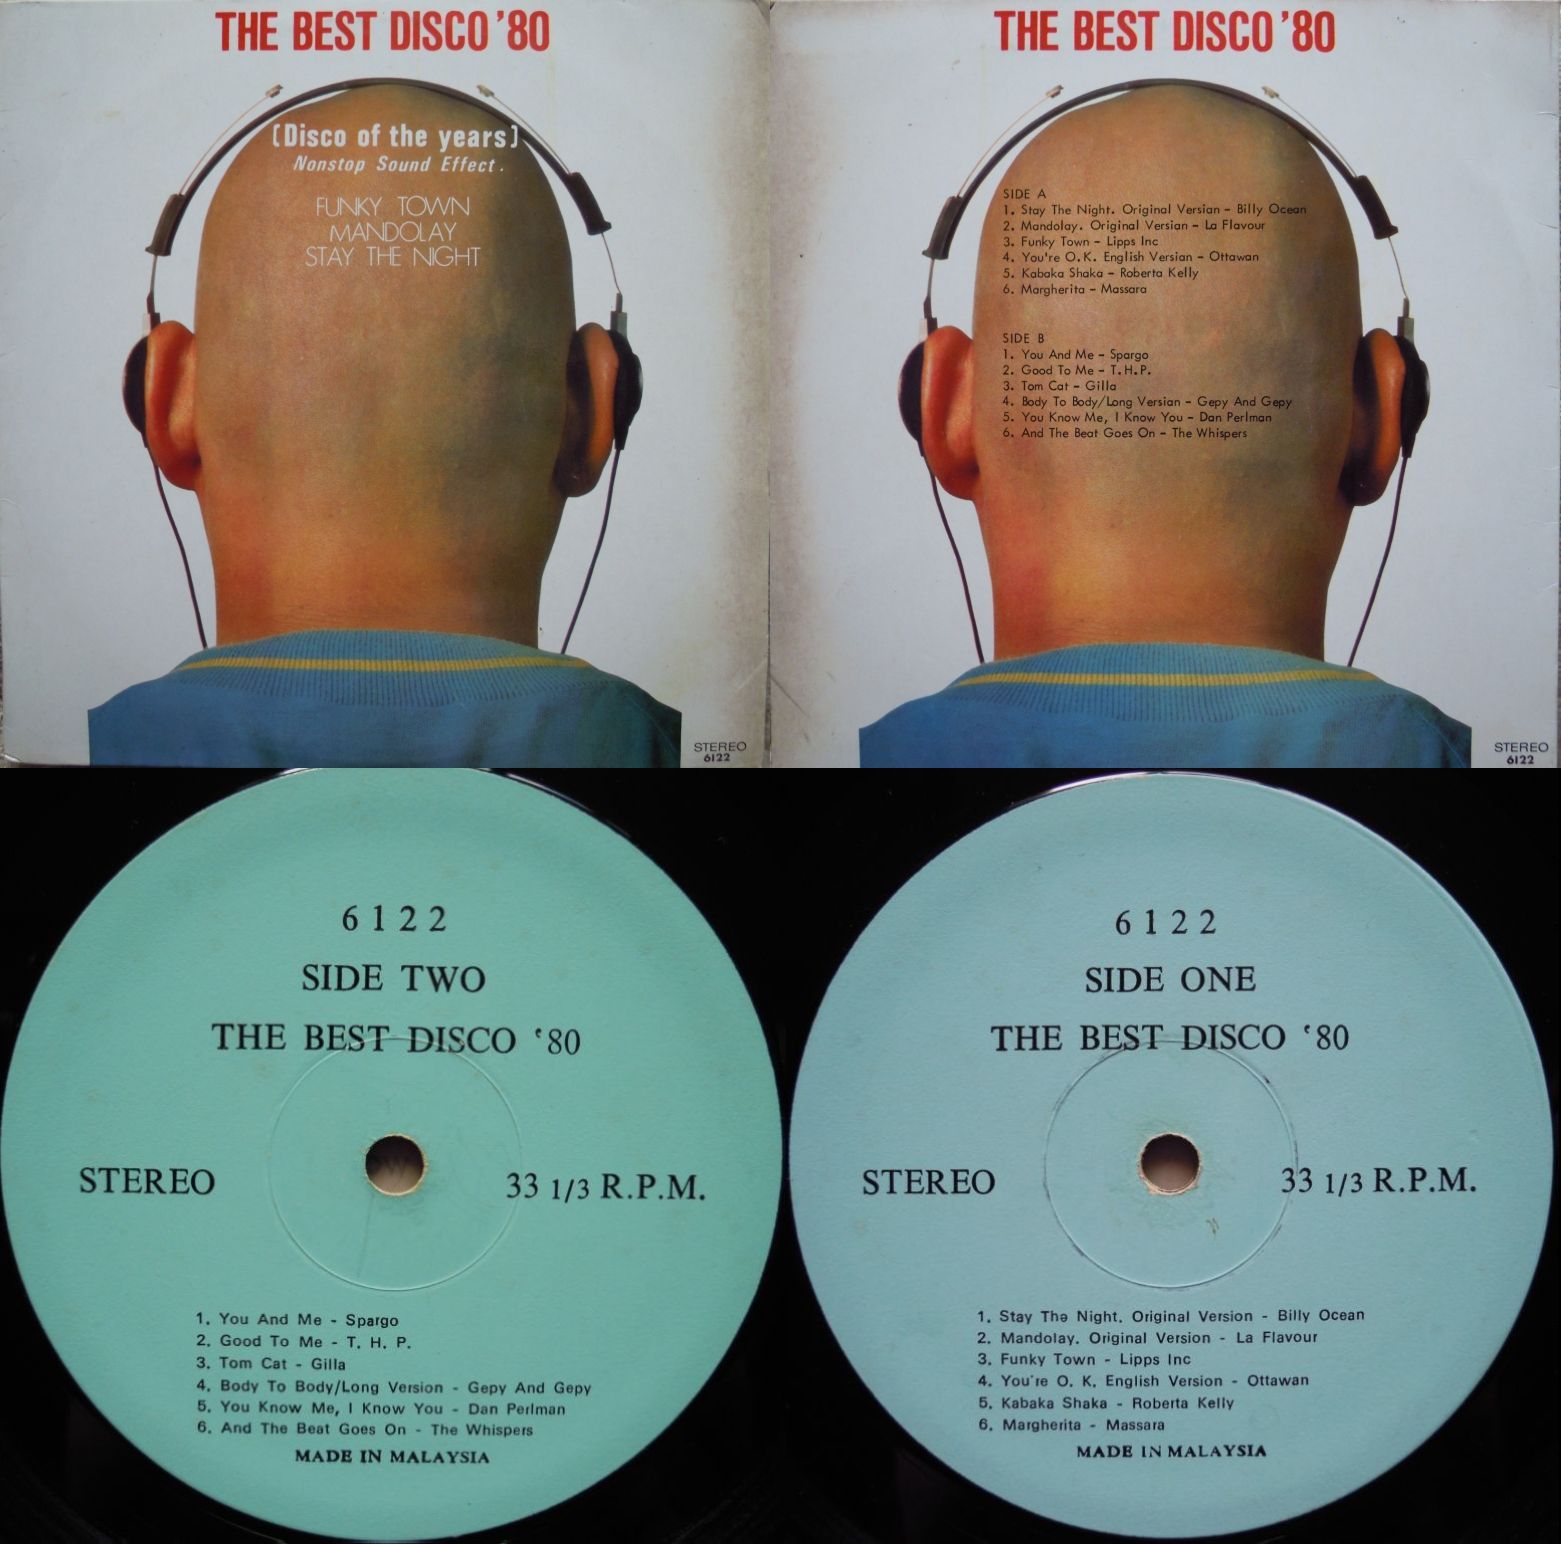 THE BEST DISCO '80
(Disco of the years)
Nonstop Sound Effect.
FUNKY TOWN
MANDOLAY
STAY THE NIGHT
STEREO
6122
THE BEST DISCO '80
SIDE A
1. Stay The Night. Original Versian - Billy Ocean
2. Mandolay. Original Versian - La Flavour
3. Funky Town - Lipps Inc
4. You're O.K. English Versian - Ottawan
5. Kabaka Shaka - Roberta Kelly
6. Margherita - Massara
SIDE B
1. You And Me - Spargo
2. Good To Me - T.H.P.
3. Tom Cat - Gilla
4. Body To Body/Long Versian - Gepy And Gepy
5. You Know Me, I Know You - Dan Perlman
6. And The Beat Goes On - The Whispers
STEREO
6122
6122
SIDE TWO
THE BEST DISCO '80
STEREO 33 1/3 R.P.M.
1. You And Me - Spargo
2. Good To Me - T. H. P.
3. Tom Cat - Gilla
4. Body To Body/Long Version - Gepy And Gepy
5. You Know Me, I Know You - Dan Perlman
6. And The Beat Goes On - The Whispers
MADE IN MALAYSIA
6122
SIDE ONE
THE BEST DISCO '80
STEREO 33 1/3 R.P.M.
1. Stay The Night. Original Version - Billy Ocean
2. Mandolay. Original Version - La Flavour
3. Funky Town - Lipps Inc
4. You're O. K. English Version - Ottawan
5. Kabaka Shaka - Roberta Kelly
6. Margherita - Massara
MADE IN MALAYSIA